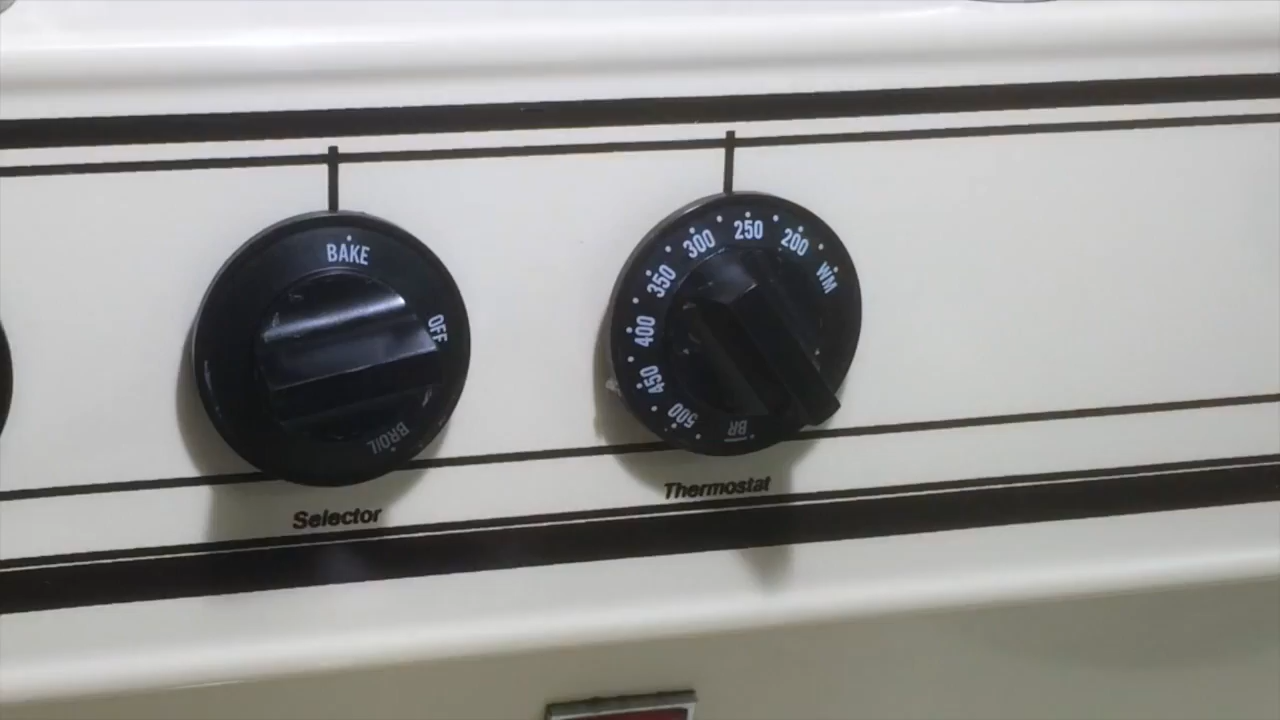 BAKE
OFF
BROIL
Selector
WM
200
250
300
350
400
450
500
BR
Thermostat